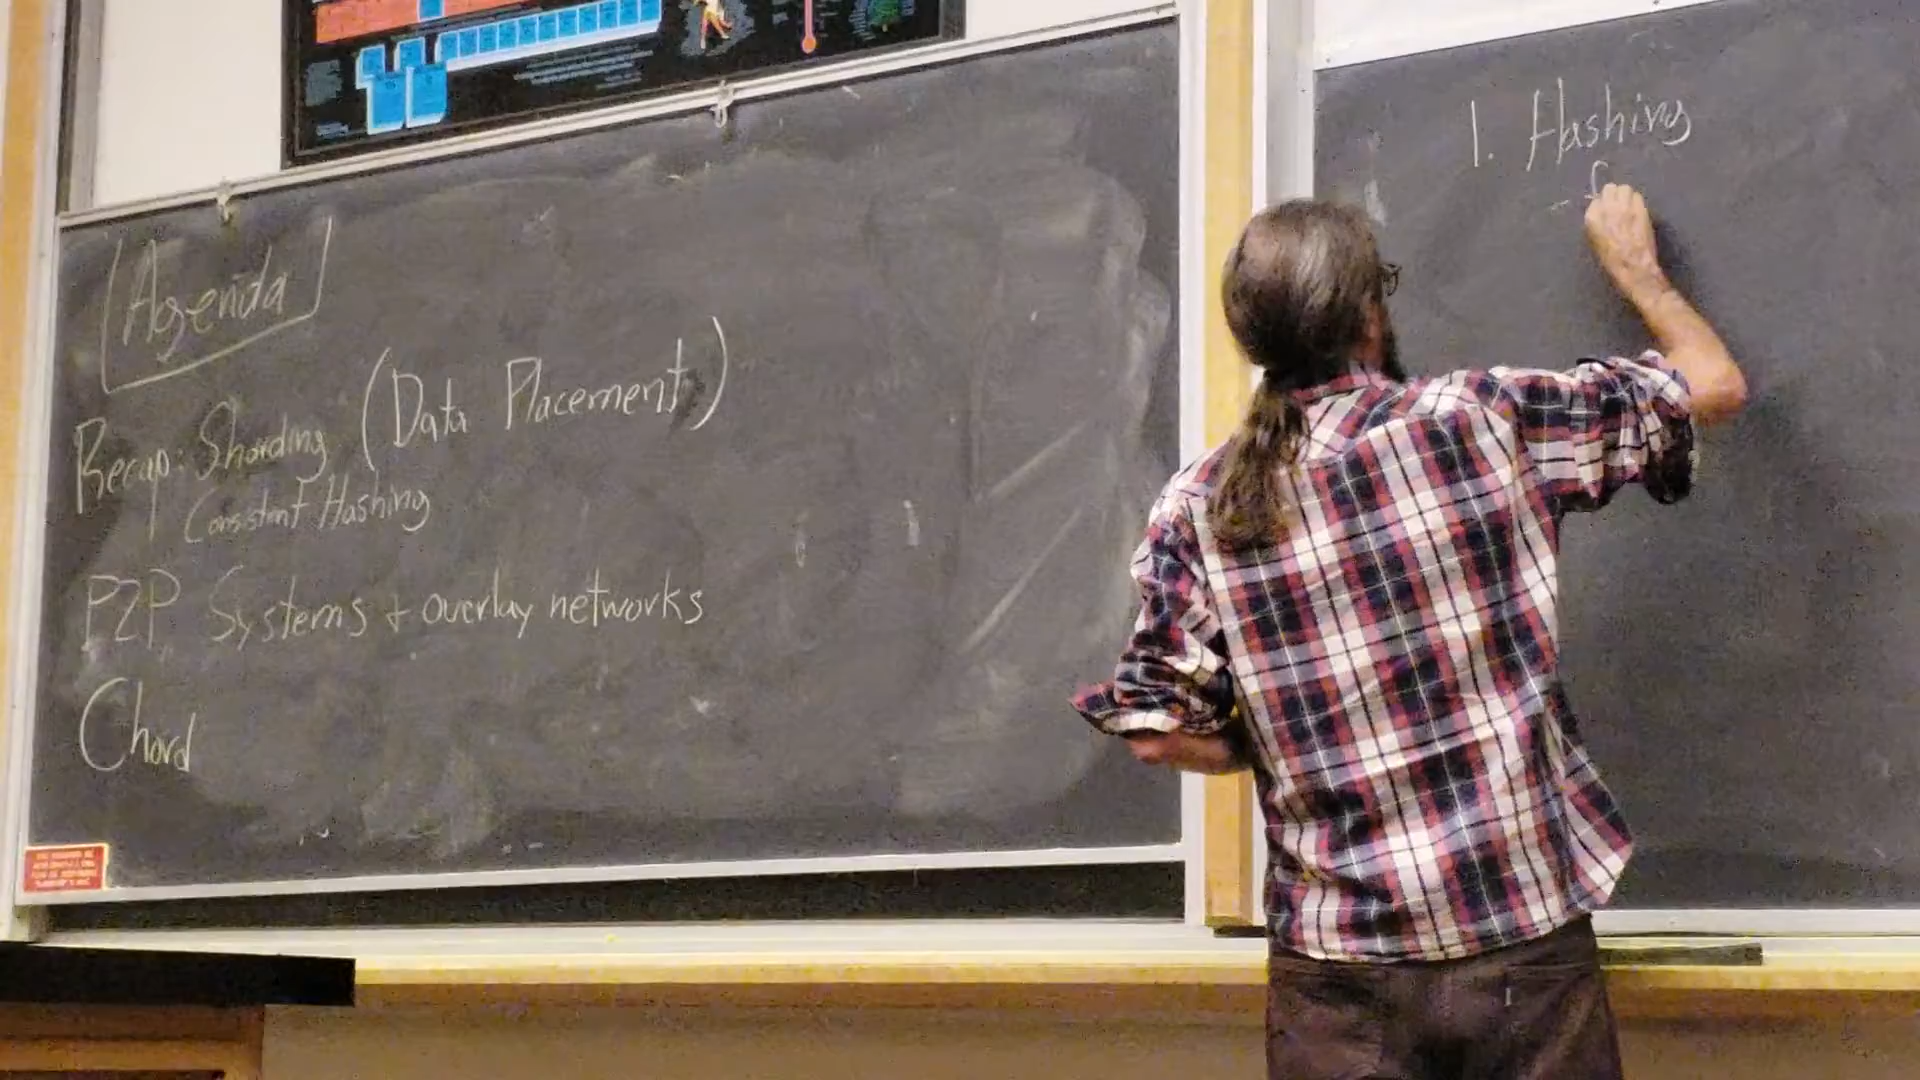 Agenda
Recap: Sharding (Data Placement)
Consistent Hashing
P2P Systems + overlay networks
Chord
1. Hashing
- f